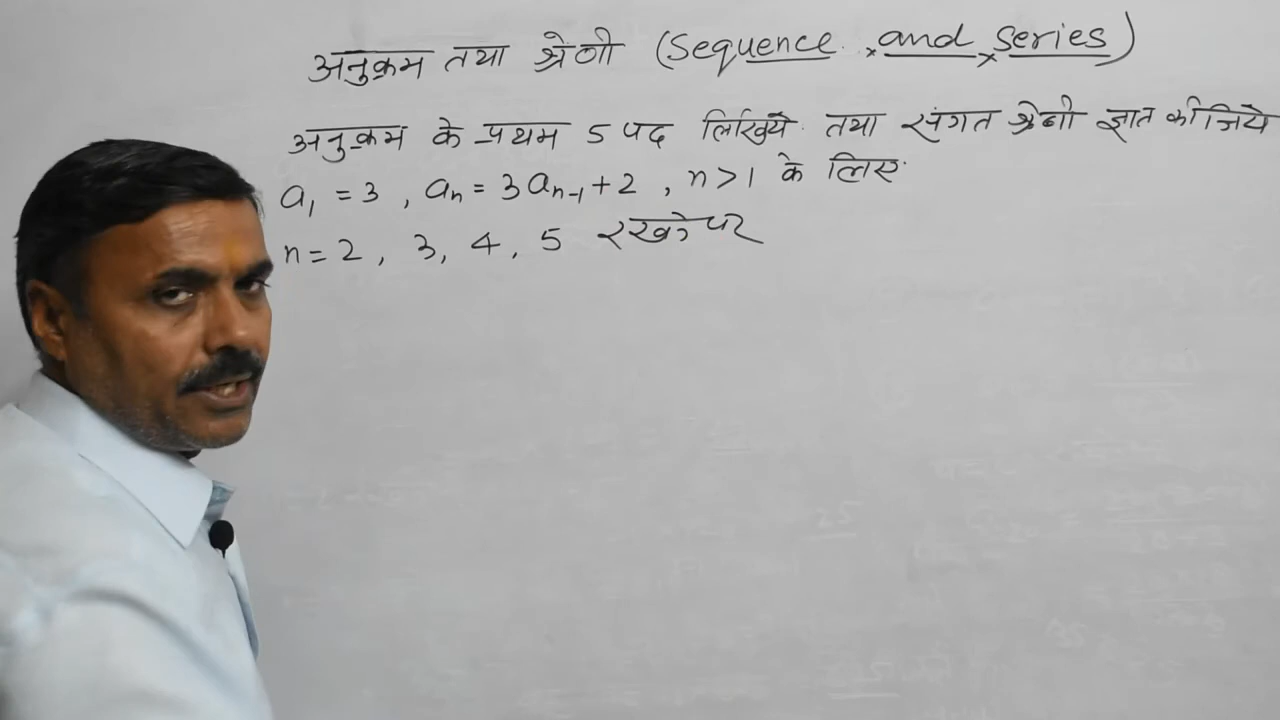 अनुक्रम तथा श्रेणी (Sequence and series)
अनुक्रम के प्रथम 5 पद लिखिये तथा संगत श्रेणी ज्ञात कीजिये
a₁ = 3, aₙ = 3aₙ₋₁ + 2, n > 1 के लिए
n = 2, 3, 4, 5 रखने पर